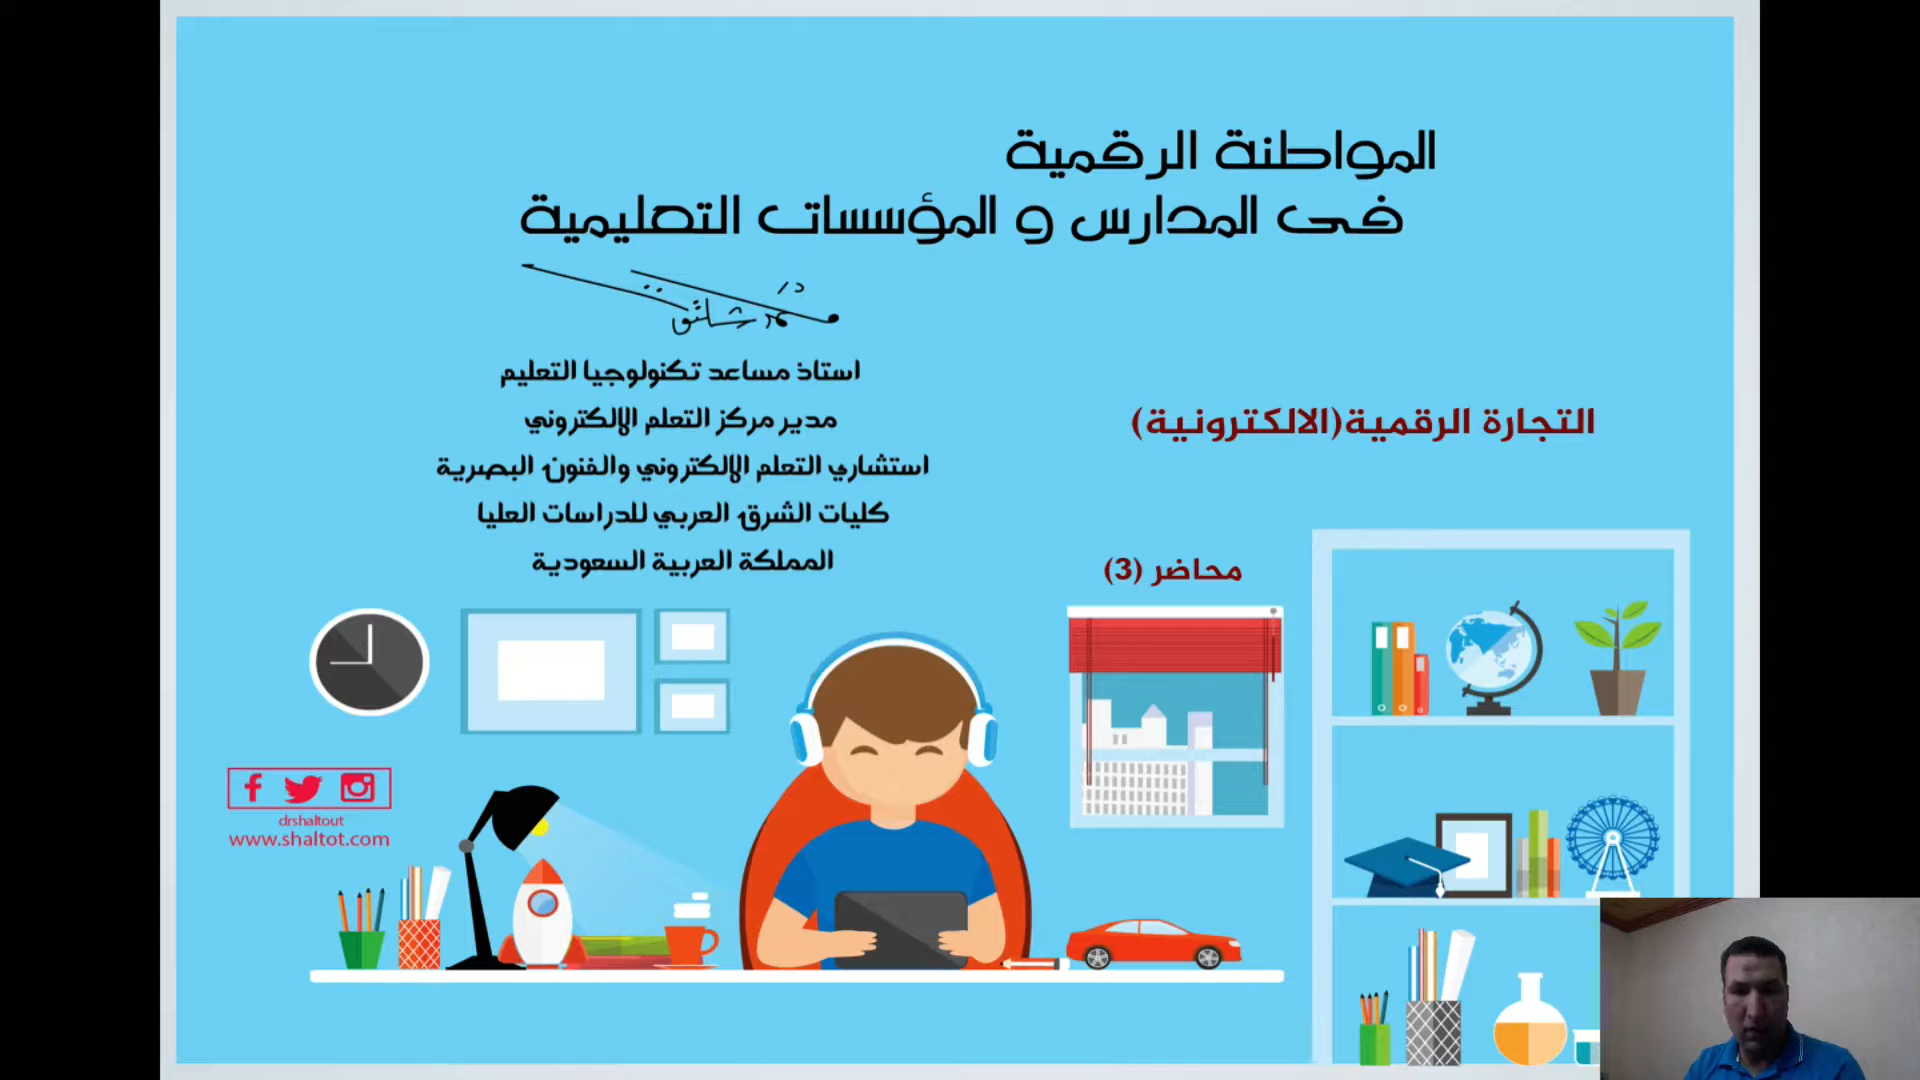 المواطنة الرقمية
فى المدارس و المؤسسات التعليمية
د/
استاذ مساعد تكنولوجيا التعليم
مدير مركز التعلم الالكتروني
استشاري التعلم الالكتروني والفنون البصرية
كليات الشرق العربي للدراسات العليا
المملكة العربية السعودية
التجارة الرقمية(الالكترونية)
محاضر (3)
drshaltout
www.shaltot.com